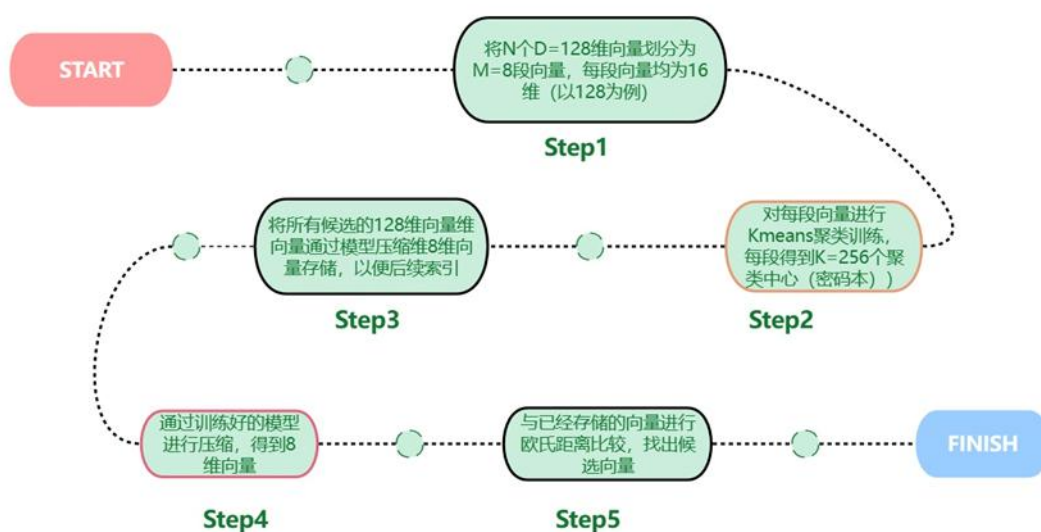 START
将N个D=128维向量划分为
M=8段向量，每段向量均为16
维（以128为例）
Step1
对每段向量进行
Kmeans聚类训练，
每段得到K=256个聚
类中心（密码本））
Step2
将所有候选的128维向量维
向量通过模型压缩维8维向
量存储，以便后续索引
Step3
通过训练好的模型
进行压缩，得到8
维向量
Step4
与已经存储的向量进行
欧氏距离比较，找出候
选向量
Step5
FINISH